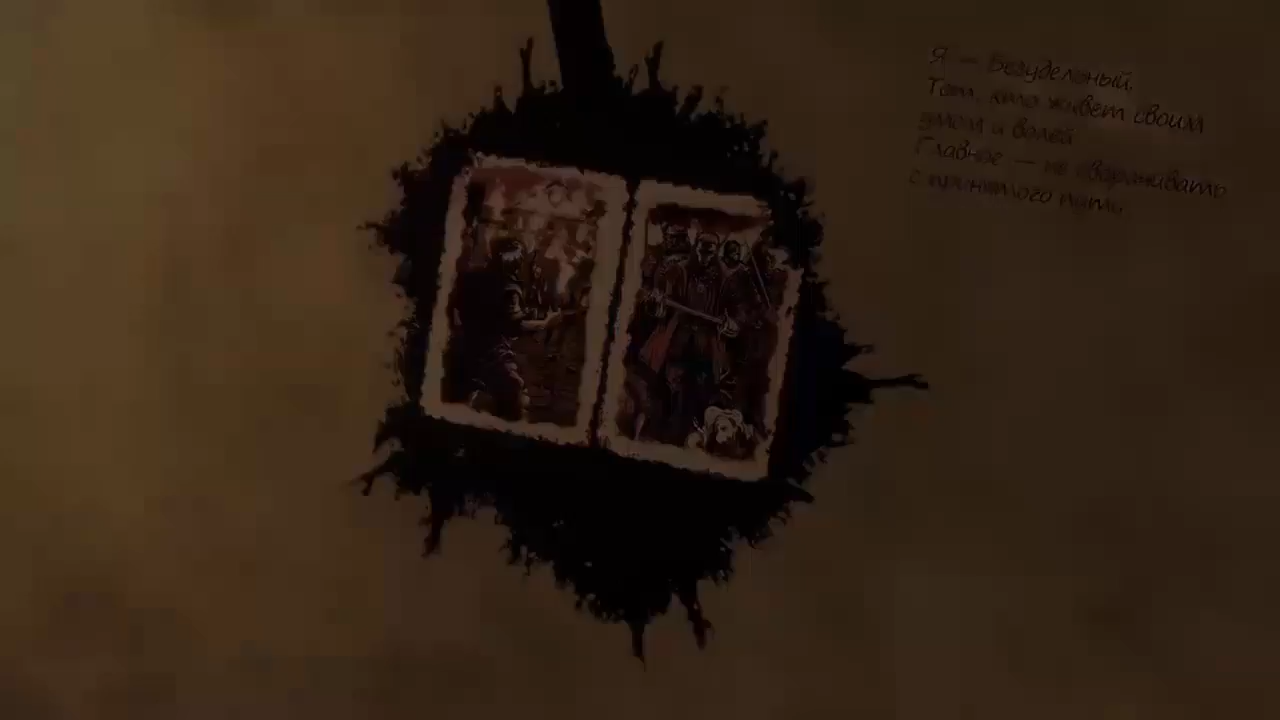 Я — Безудельный.
Тот, кто живет своим
умом и волей
Главное — не сворачивать
с принятого пути.